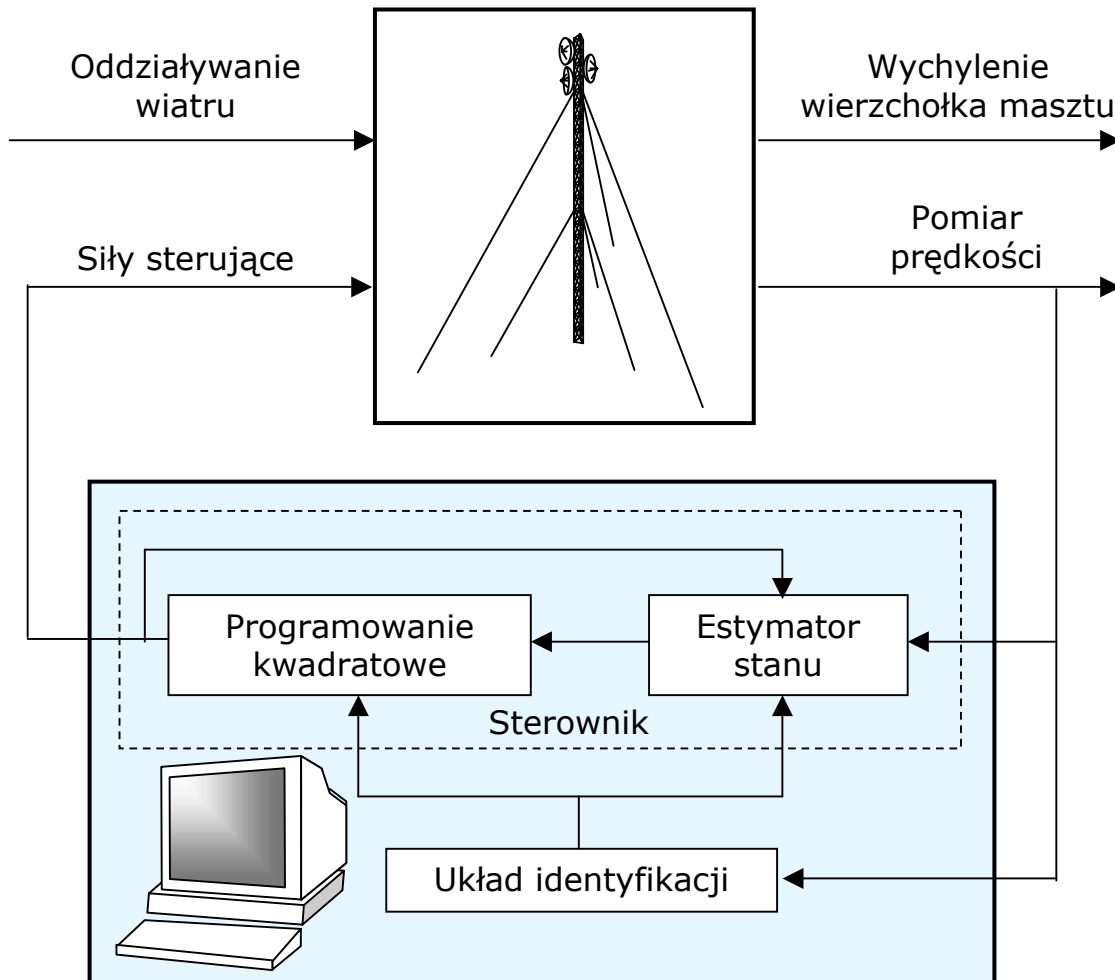 Oddziaływanie
wiatru
Wychylenie
wierzchołka masztu
Siły sterujące
Pomiar
prędkości
Programowanie
kwadratowe
Estymator
stanu
Sterownik
Układ identyfikacji